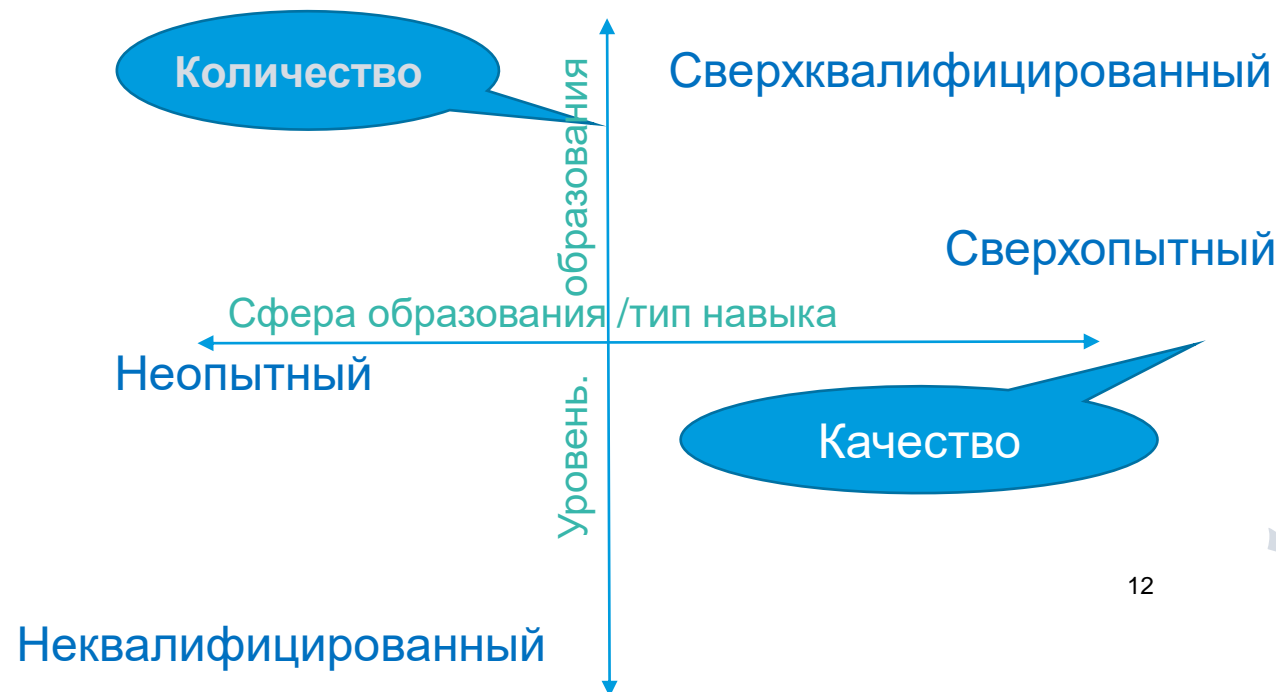 Количество
Сверхквалифицированный
Уровень. образования
Сверхопытный
Сфера образования /тип навыка
Неопытный
Качество
12
Неквалифицированный